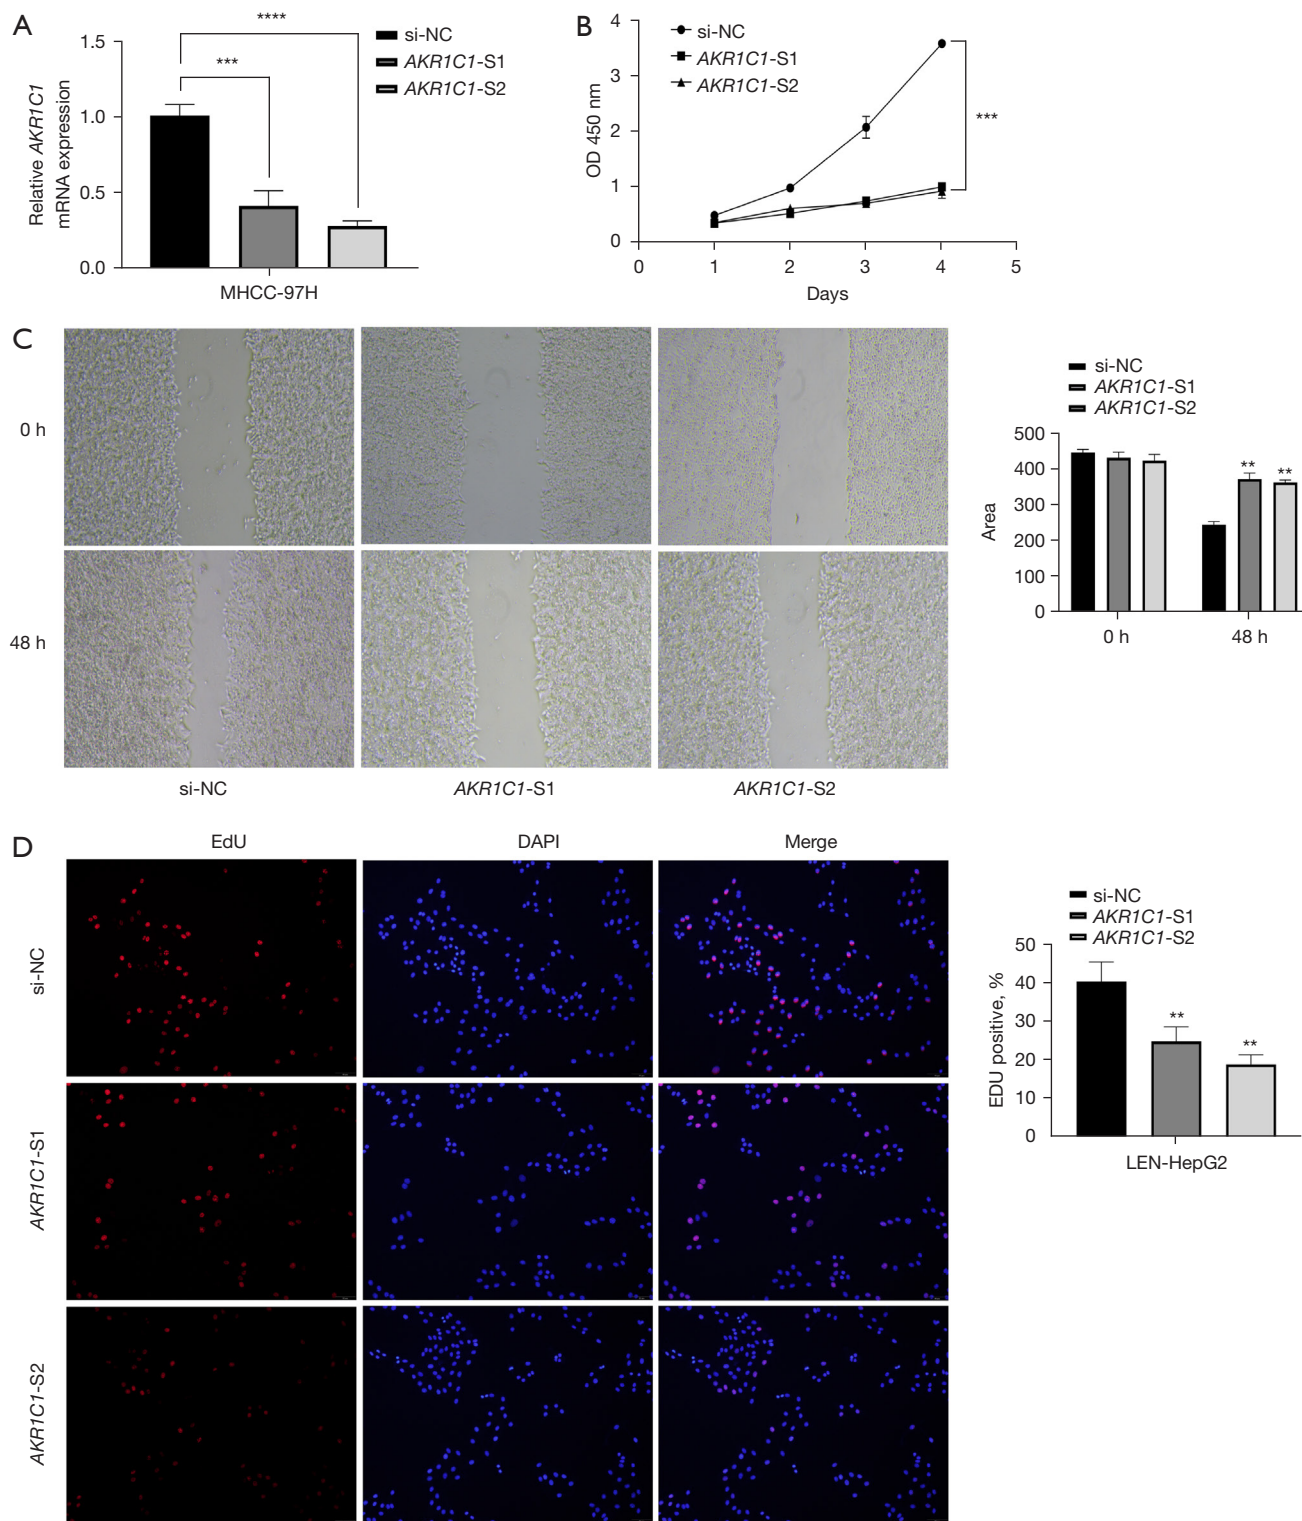 A
****
***
si-NC
AKR1C1-S1
AKR1C1-S2
Relative AKR1C1
mRNA expression
1.5
1.0
0.5
0.0
MHCC-97H
B
si-NC
AKR1C1-S1
AKR1C1-S2
OD 450 nm
4
3
2
1
0
***
0 1 2 3 4 5
Days
C
0 h
48 h
si-NC AKR1C1-S1 AKR1C1-S2
si-NC
AKR1C1-S1
AKR1C1-S2
Area
500
400
300
200
100
0
** **
0 h 48 h
D
EdU DAPI Merge
si-NC
AKR1C1-S1
AKR1C1-S2
si-NC
AKR1C1-S1
AKR1C1-S2
EDU positive, %
50
40
30
20
10
0
**
**
LEN-HepG2